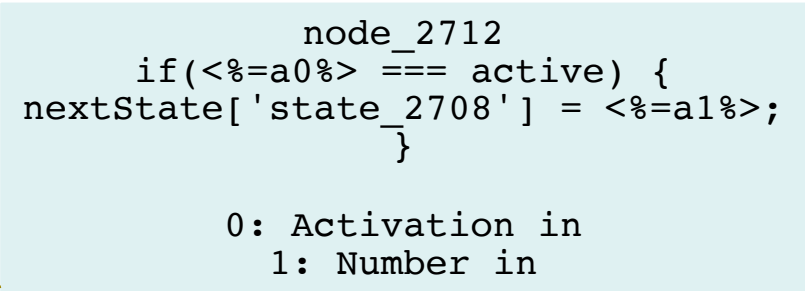 node_2712
if(<%=a0%> === active) {
nextState['state_2708'] = <%=a1%>;
}
0: Activation in
1: Number in